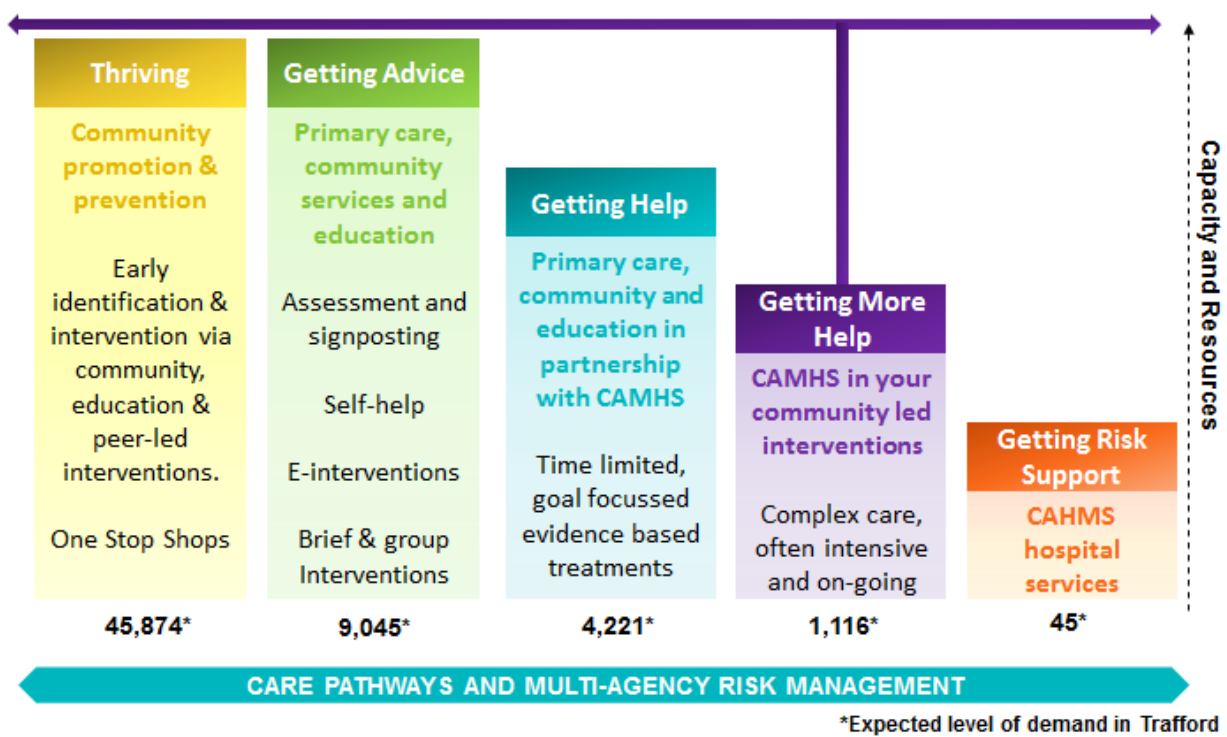 Thriving
Community
promotion &
prevention
Early
identification &
intervention via
community,
education &
peer-led
interventions.
One Stop Shops
45,874*
Getting Advice
Primary care,
community
services and
education
Assessment and
signposting
Self-help
E-interventions
Brief & group
Interventions
9,045*
Getting Help
Primary care,
community and
education in
partnership
with CAMHS
Time limited,
goal focussed
evidence based
treatments
4,221*
Getting More
Help
CAMHS in your
community led
interventions
Complex care,
often intensive
and on-going
1,116*
Getting Risk
Support
CAHMS
hospital
services
45*
Capacity and Resources
CARE PATHWAYS AND MULTI-AGENCY RISK MANAGEMENT
*Expected level of demand in Trafford